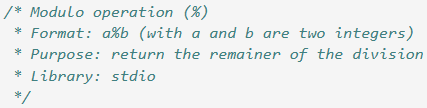 /* Modulo operation (%)
* Format: a%b (with a and b are two integers)
* Purpose: return the remainer of the division
* Library: stdio
*/